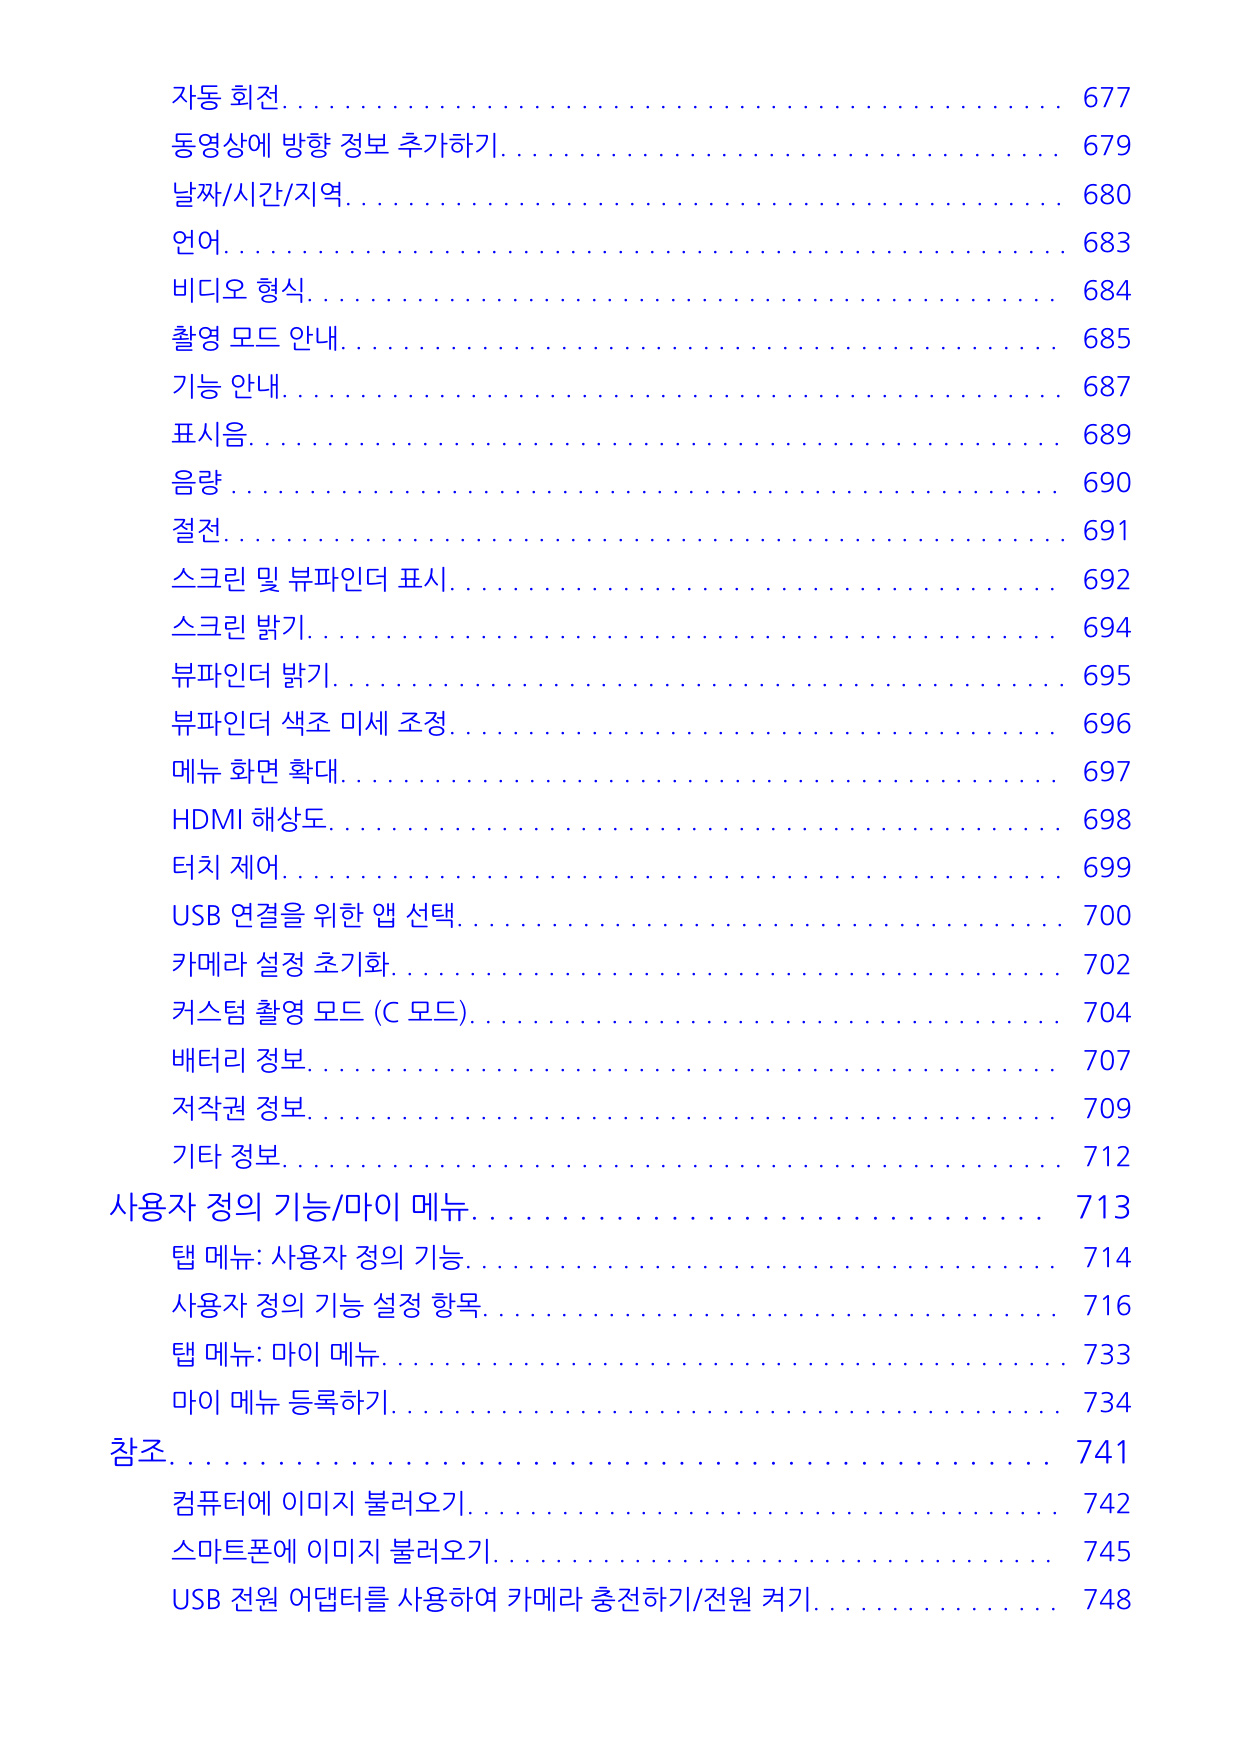 자동 회전. . . . . . . . . . . . . . . . . . . . . . . . . . . . . . . . . . . . . . . . . . . . . . . . . . 677
동영상에 방향 정보 추가하기. . . . . . . . . . . . . . . . . . . . . . . . . . . . . . . . . . . . 679
날짜/시간/지역. . . . . . . . . . . . . . . . . . . . . . . . . . . . . . . . . . . . . . . . . . . . . . 680
언어. . . . . . . . . . . . . . . . . . . . . . . . . . . . . . . . . . . . . . . . . . . . . . . . . . . . . . 683
비디오 형식. . . . . . . . . . . . . . . . . . . . . . . . . . . . . . . . . . . . . . . . . . . . . . . . 684
촬영 모드 안내. . . . . . . . . . . . . . . . . . . . . . . . . . . . . . . . . . . . . . . . . . . . . . 685
기능 안내. . . . . . . . . . . . . . . . . . . . . . . . . . . . . . . . . . . . . . . . . . . . . . . . . . 687
표시음. . . . . . . . . . . . . . . . . . . . . . . . . . . . . . . . . . . . . . . . . . . . . . . . . . . . 689
음량 . . . . . . . . . . . . . . . . . . . . . . . . . . . . . . . . . . . . . . . . . . . . . . . . . . . . . 690
절전. . . . . . . . . . . . . . . . . . . . . . . . . . . . . . . . . . . . . . . . . . . . . . . . . . . . . . 691
스크린 및 뷰파인더 표시. . . . . . . . . . . . . . . . . . . . . . . . . . . . . . . . . . . . . . . 692
스크린 밝기. . . . . . . . . . . . . . . . . . . . . . . . . . . . . . . . . . . . . . . . . . . . . . . . 694
뷰파인더 밝기. . . . . . . . . . . . . . . . . . . . . . . . . . . . . . . . . . . . . . . . . . . . . . . 695
뷰파인더 색조 미세 조정. . . . . . . . . . . . . . . . . . . . . . . . . . . . . . . . . . . . . . . 696
메뉴 화면 확대. . . . . . . . . . . . . . . . . . . . . . . . . . . . . . . . . . . . . . . . . . . . . . 697
HDMI 해상도. . . . . . . . . . . . . . . . . . . . . . . . . . . . . . . . . . . . . . . . . . . . . . . 698
터치 제어. . . . . . . . . . . . . . . . . . . . . . . . . . . . . . . . . . . . . . . . . . . . . . . . . . 699
USB 연결을 위한 앱 선택. . . . . . . . . . . . . . . . . . . . . . . . . . . . . . . . . . . . . . . 700
카메라 설정 초기화. . . . . . . . . . . . . . . . . . . . . . . . . . . . . . . . . . . . . . . . . . . 702
커스텀 촬영 모드 (C 모드). . . . . . . . . . . . . . . . . . . . . . . . . . . . . . . . . . . . . . 704
배터리 정보. . . . . . . . . . . . . . . . . . . . . . . . . . . . . . . . . . . . . . . . . . . . . . . . 707
저작권 정보. . . . . . . . . . . . . . . . . . . . . . . . . . . . . . . . . . . . . . . . . . . . . . . . 709
기타 정보. . . . . . . . . . . . . . . . . . . . . . . . . . . . . . . . . . . . . . . . . . . . . . . . . . 712
사용자 정의 기능/마이 메뉴. . . . . . . . . . . . . . . . . . . . . . . . . . . . . . . . 713
탭 메뉴: 사용자 정의 기능. . . . . . . . . . . . . . . . . . . . . . . . . . . . . . . . . . . . . . 714
사용자 정의 기능 설정 항목. . . . . . . . . . . . . . . . . . . . . . . . . . . . . . . . . . . . . 716
탭 메뉴: 마이 메뉴. . . . . . . . . . . . . . . . . . . . . . . . . . . . . . . . . . . . . . . . . . . . 733
마이 메뉴 등록하기. . . . . . . . . . . . . . . . . . . . . . . . . . . . . . . . . . . . . . . . . . . 734
참조. . . . . . . . . . . . . . . . . . . . . . . . . . . . . . . . . . . . . . . . . . . . . . . . . 741
컴퓨터에 이미지 불러오기. . . . . . . . . . . . . . . . . . . . . . . . . . . . . . . . . . . . . . 742
스마트폰에 이미지 불러오기. . . . . . . . . . . . . . . . . . . . . . . . . . . . . . . . . . . . 745
USB 전원 어댑터를 사용하여 카메라 충전하기/전원 켜기. . . . . . . . . . . . . . . . 748